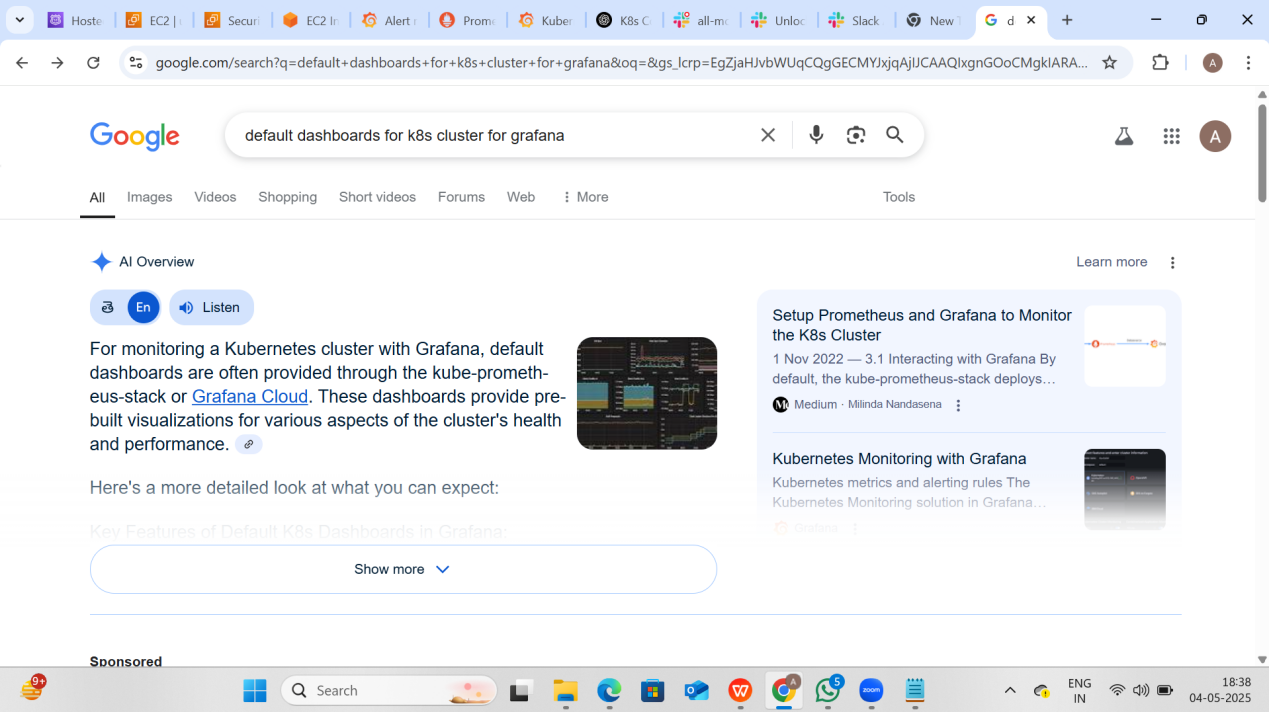 Hoste
EC2 |
Securi
EC2 In
Alert r
Prome
Kuber
K8s C
all-mo
Unloc
Slack
New T
d
google.com/search?q=default+dashboards+for+k8s+cluster+for+grafana&oq=&gs_lcrp=EgZjaHJvbWUqCQgGECMYJxjqAjIJCAAQIxgnGOoCMgkIARA...
A
Google
default dashboards for k8s cluster for grafana
A
All
Images
Videos
Shopping
Short videos
Forums
Web
More
Tools
AI Overview
Learn more
తె
En
Listen
For monitoring a Kubernetes cluster with Grafana, default
dashboards are often provided through the kube-prometh-
eus-stack or Grafana Cloud. These dashboards provide pre-
built visualizations for various aspects of the cluster's health
and performance.
Here's a more detailed look at what you can expect:
Key Features of Default K8s Dashboards in Grafana:
Show more
Setup Prometheus and Grafana to Monitor
the K8s Cluster
1 Nov 2022 — 3.1 Interacting with Grafana By
default, the kube-prometheus-stack deploys...
Medium · Milinda Nandasena
Kubernetes Monitoring with Grafana
Kubernetes metrics and alerting rules The
Kubernetes Monitoring solution in Grafana...
Grafana
Sponsored
9+
Search
A
5
zoom
ENG
IN
18:38
04-05-2025